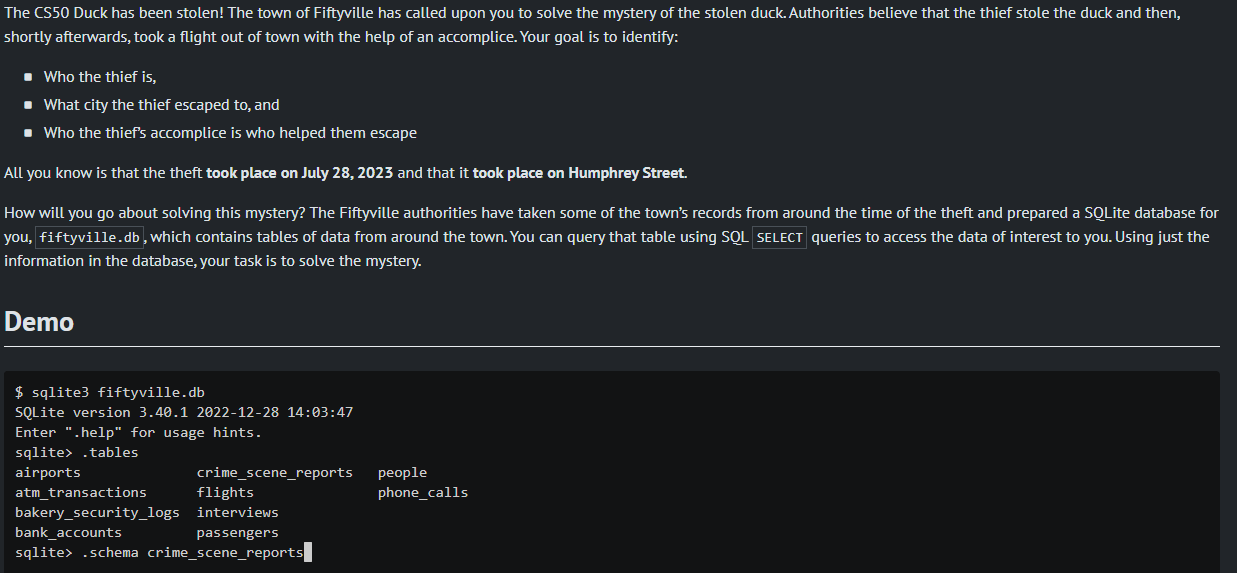 The CS50 Duck has been stolen! The town of Fiftyville has called upon you to solve the mystery of the stolen duck. Authorities believe that the thief stole the duck and then,
shortly afterwards, took a flight out of town with the help of an accomplice. Your goal is to identify:
Who the thief is,
What city the thief escaped to, and
Who the thief’s accomplice is who helped them escape
All you know is that the theft took place on July 28, 2023 and that it took place on Humphrey Street.
How will you go about solving this mystery? The Fiftyville authorities have taken some of the town’s records from around the time of the theft and prepared a SQLite database for
you, fiftyville.db, which contains tables of data from around the town. You can query that table using SQL SELECT queries to access the data of interest to you. Using just the
information in the database, your task is to solve the mystery.
Demo
$ sqlite3 fiftyville.db
SQLite version 3.40.1 2022-12-28 14:03:47
Enter ".help" for usage hints.
sqlite> .tables
airports crime_scene_reports people
atm_transactions flights phone_calls
bakery_security_logs interviews
bank_accounts passengers
sqlite> .schema crime_scene_reports